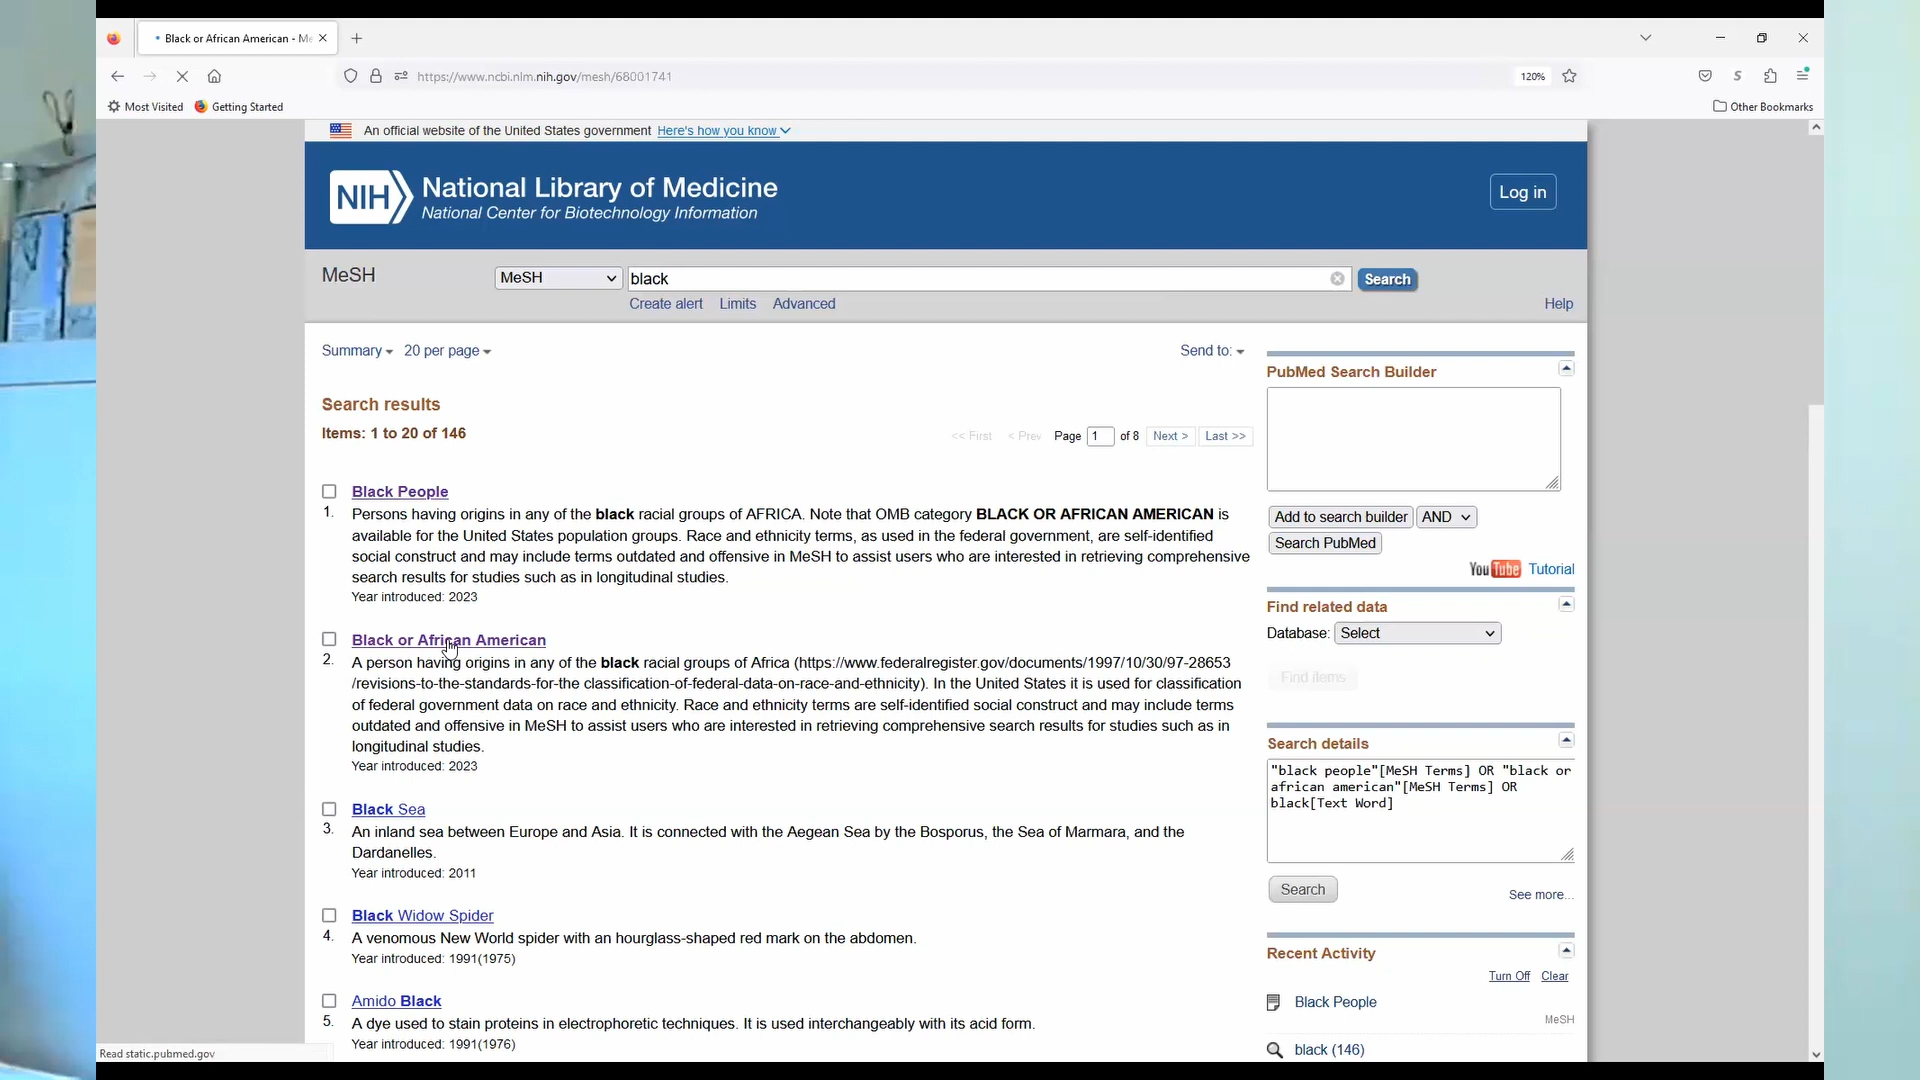 Black or African American - Me
https://www.ncbi.nlm.nih.gov/mesh/68001741
120%
Most Visited
Getting Started
Other Bookmarks
An official website of the United States government Here's how you know
NIH
National Library of Medicine
National Center for Biotechnology Information
Log in
MeSH
MeSH
black
Search
Create alert Limits Advanced
Help
Summary 20 per page
Send to:
Search results
Items: 1 to 20 of 146
<< First < Prev Page 1 of 8 Next > Last >>
Black People
1. Persons having origins in any of the black racial groups of AFRICA. Note that OMB category BLACK OR AFRICAN AMERICAN is
available for the United States population groups. Race and ethnicity terms, as used in the federal government, are self-identified
social construct and may include terms outdated and offensive in MeSH to assist users who are interested in retrieving comprehensive
search results for studies such as in longitudinal studies.
Year introduced: 2023
Black or African American
2. A person having origins in any of the black racial groups of Africa (https://www.federalregister.gov/documents/1997/10/30/97-28653
/revisions-to-the-standards-for-the classification-of-federal-data-on-race-and-ethnicity). In the United States it is used for classification
of federal government data on race and ethnicity. Race and ethnicity terms are self-identified social construct and may include terms
outdated and offensive in MeSH to assist users who are interested in retrieving comprehensive search results for studies such as in
longitudinal studies.
Year introduced: 2023
Black Sea
3. An inland sea between Europe and Asia. It is connected with the Aegean Sea by the Bosporus, the Sea of Marmara, and the
Dardanelles.
Year introduced: 2011
Black Widow Spider
4. A venomous New World spider with an hourglass-shaped red mark on the abdomen.
Year introduced: 1991(1975)
Amido Black
5. A dye used to stain proteins in electrophoretic techniques. It is used interchangeably with its acid form.
Year introduced: 1991(1976)
PubMed Search Builder
Add to search builder AND
Search PubMed
YouTube Tutorial
Find related data
Database: Select
Find items
Search details
"black people"[MeSH Terms] OR "black or
african american"[MeSH Terms] OR
black[Text Word]
Search
See more...
Recent Activity
Turn Off Clear
Black People
MeSH
black (146)
Read static.pubmed.gov